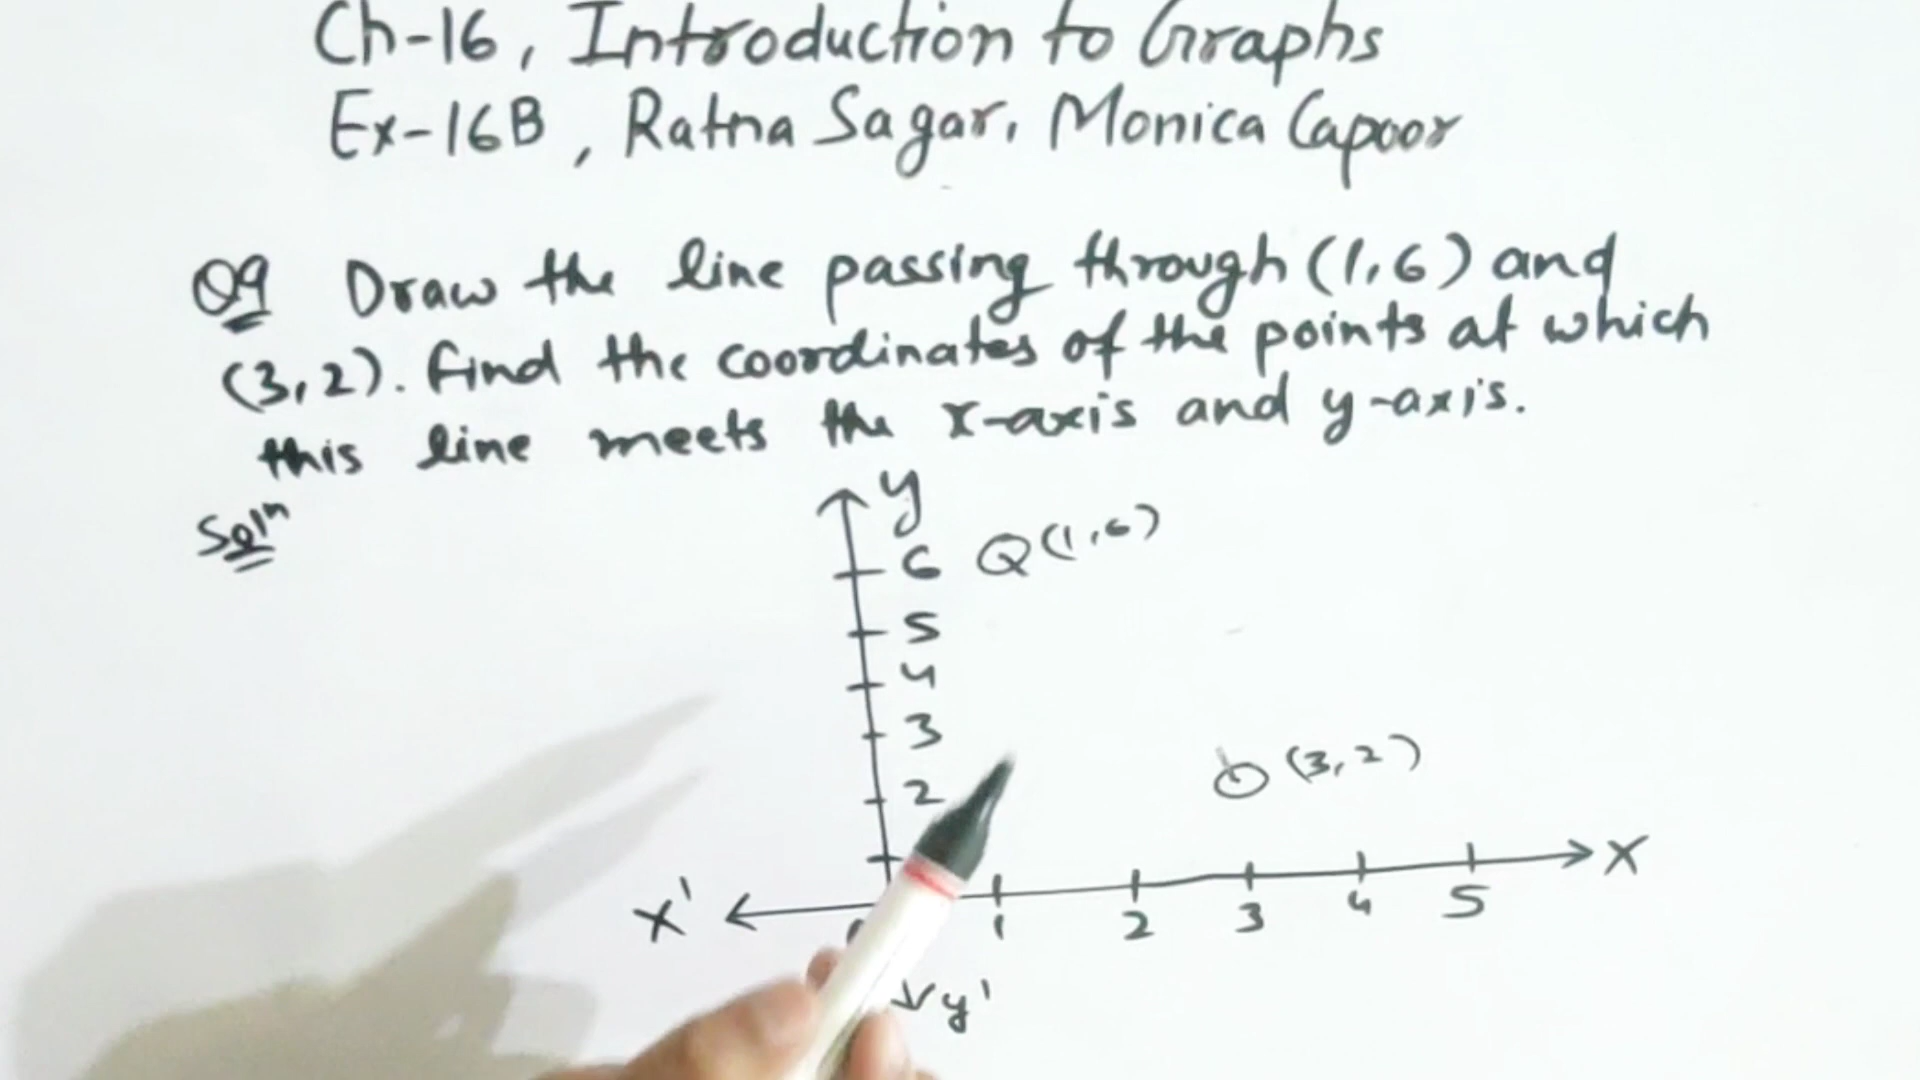 Ch-16, Introduction to Graphs
Ex-16B, Ratna Sagar, Monica Capoor
Q9 Draw the line passing through (1,6) and
(3,2). Find the coordinates of the points at which
this line meets the x-axis and y-axis.
Soln
y
6 (1,6)
5
4
3
(3,2)
2
X
X'
1 2 3 4 5
y'